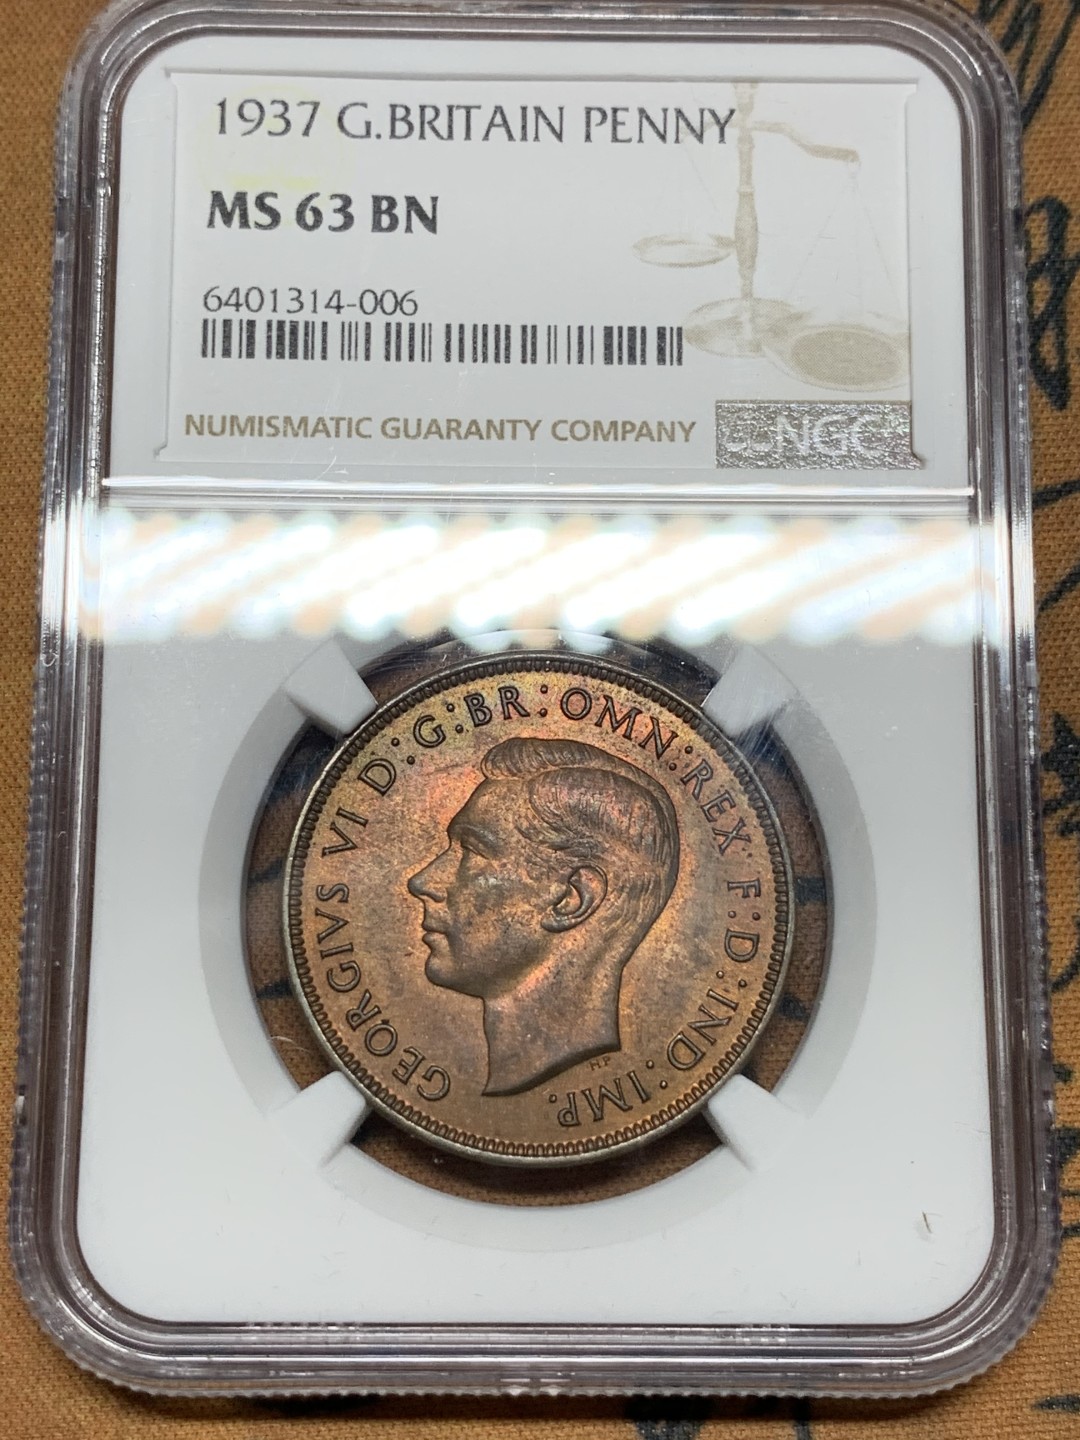 1937 G.BRITAIN PENNY
MS 63 BN
6401314-006
NUMISMATIC GUARANTY COMPANY
NGC
GEORGIVS VI D:G:BR:OMN:REX F:D:IND:IMP.
HP